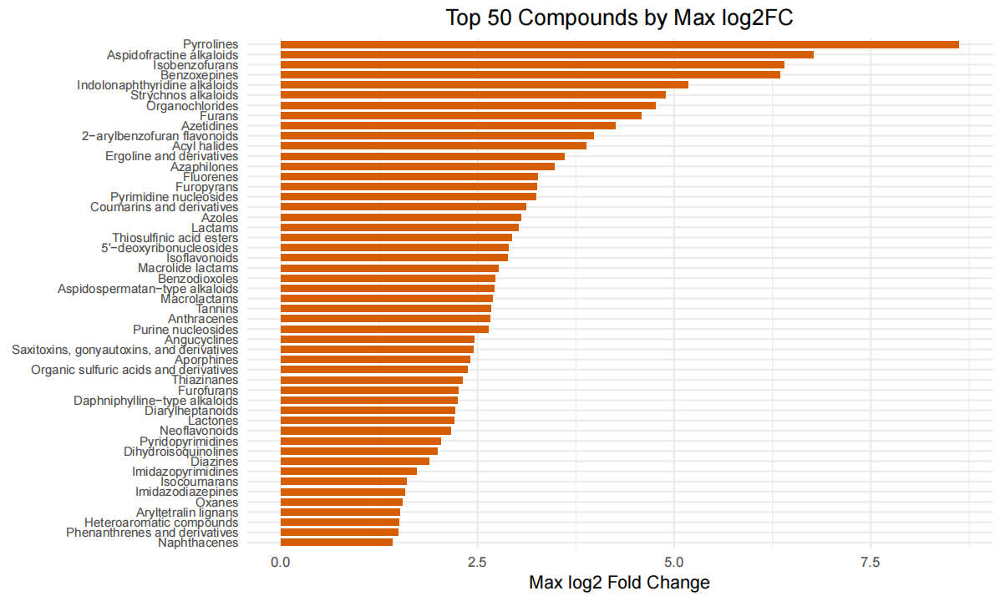 Top 50 Compounds by Max log2FC
Pyrrolines
Aspidofractine alkaloids
Isobenzofurans
Benzoxepines
Indolonaphthyridine alkaloids
Strychnos alkaloids
Organochlorides
Furans
Azetidines
2−arylbenzofuran flavonoids
Acyl halides
Ergoline and derivatives
Azaphilones
Fluorenes
Furopyrans
Pyrimidine nucleosides
Coumarins and derivatives
Azoles
Lactams
Thiosulfinic acid esters
5'−deoxyribonucleosides
Isoflavonoids
Macrolide lactams
Benzodioxoles
Aspidospermatan−type alkaloids
Macrolactams
Tannins
Anthracenes
Purine nucleosides
Angucyclines
Saxitoxins, gonyautoxins, and derivatives
Aporphines
Organic sulfuric acids and derivatives
Thiazinanes
Furofurans
Daphniphylline−type alkaloids
Diarylheptanoids
Lactones
Neoflavonoids
Pyridopyrimidines
Dihydroisoquinolines
Diazines
Imidazopyrimidines
Isocoumarans
Imidazodiazepines
Oxanes
Aryltetralin lignans
Heteroaromatic compounds
Phenanthrenes and derivatives
Naphthacenes
0.0 2.5 5.0 7.5
Max log2 Fold Change